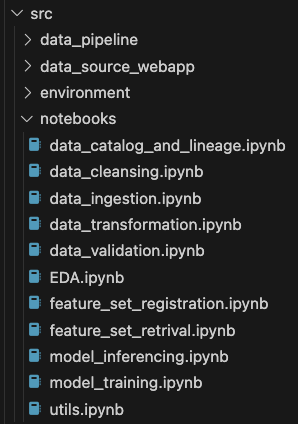 src
data_pipeline
data_source_webapp
environment
notebooks
data_catalog_and_lineage.ipynb
data_cleansing.ipynb
data_ingestion.ipynb
data_transformation.ipynb
data_validation.ipynb
EDA.ipynb
feature_set_registration.ipynb
feature_set_retrival.ipynb
model_inferencing.ipynb
model_training.ipynb
utils.ipynb